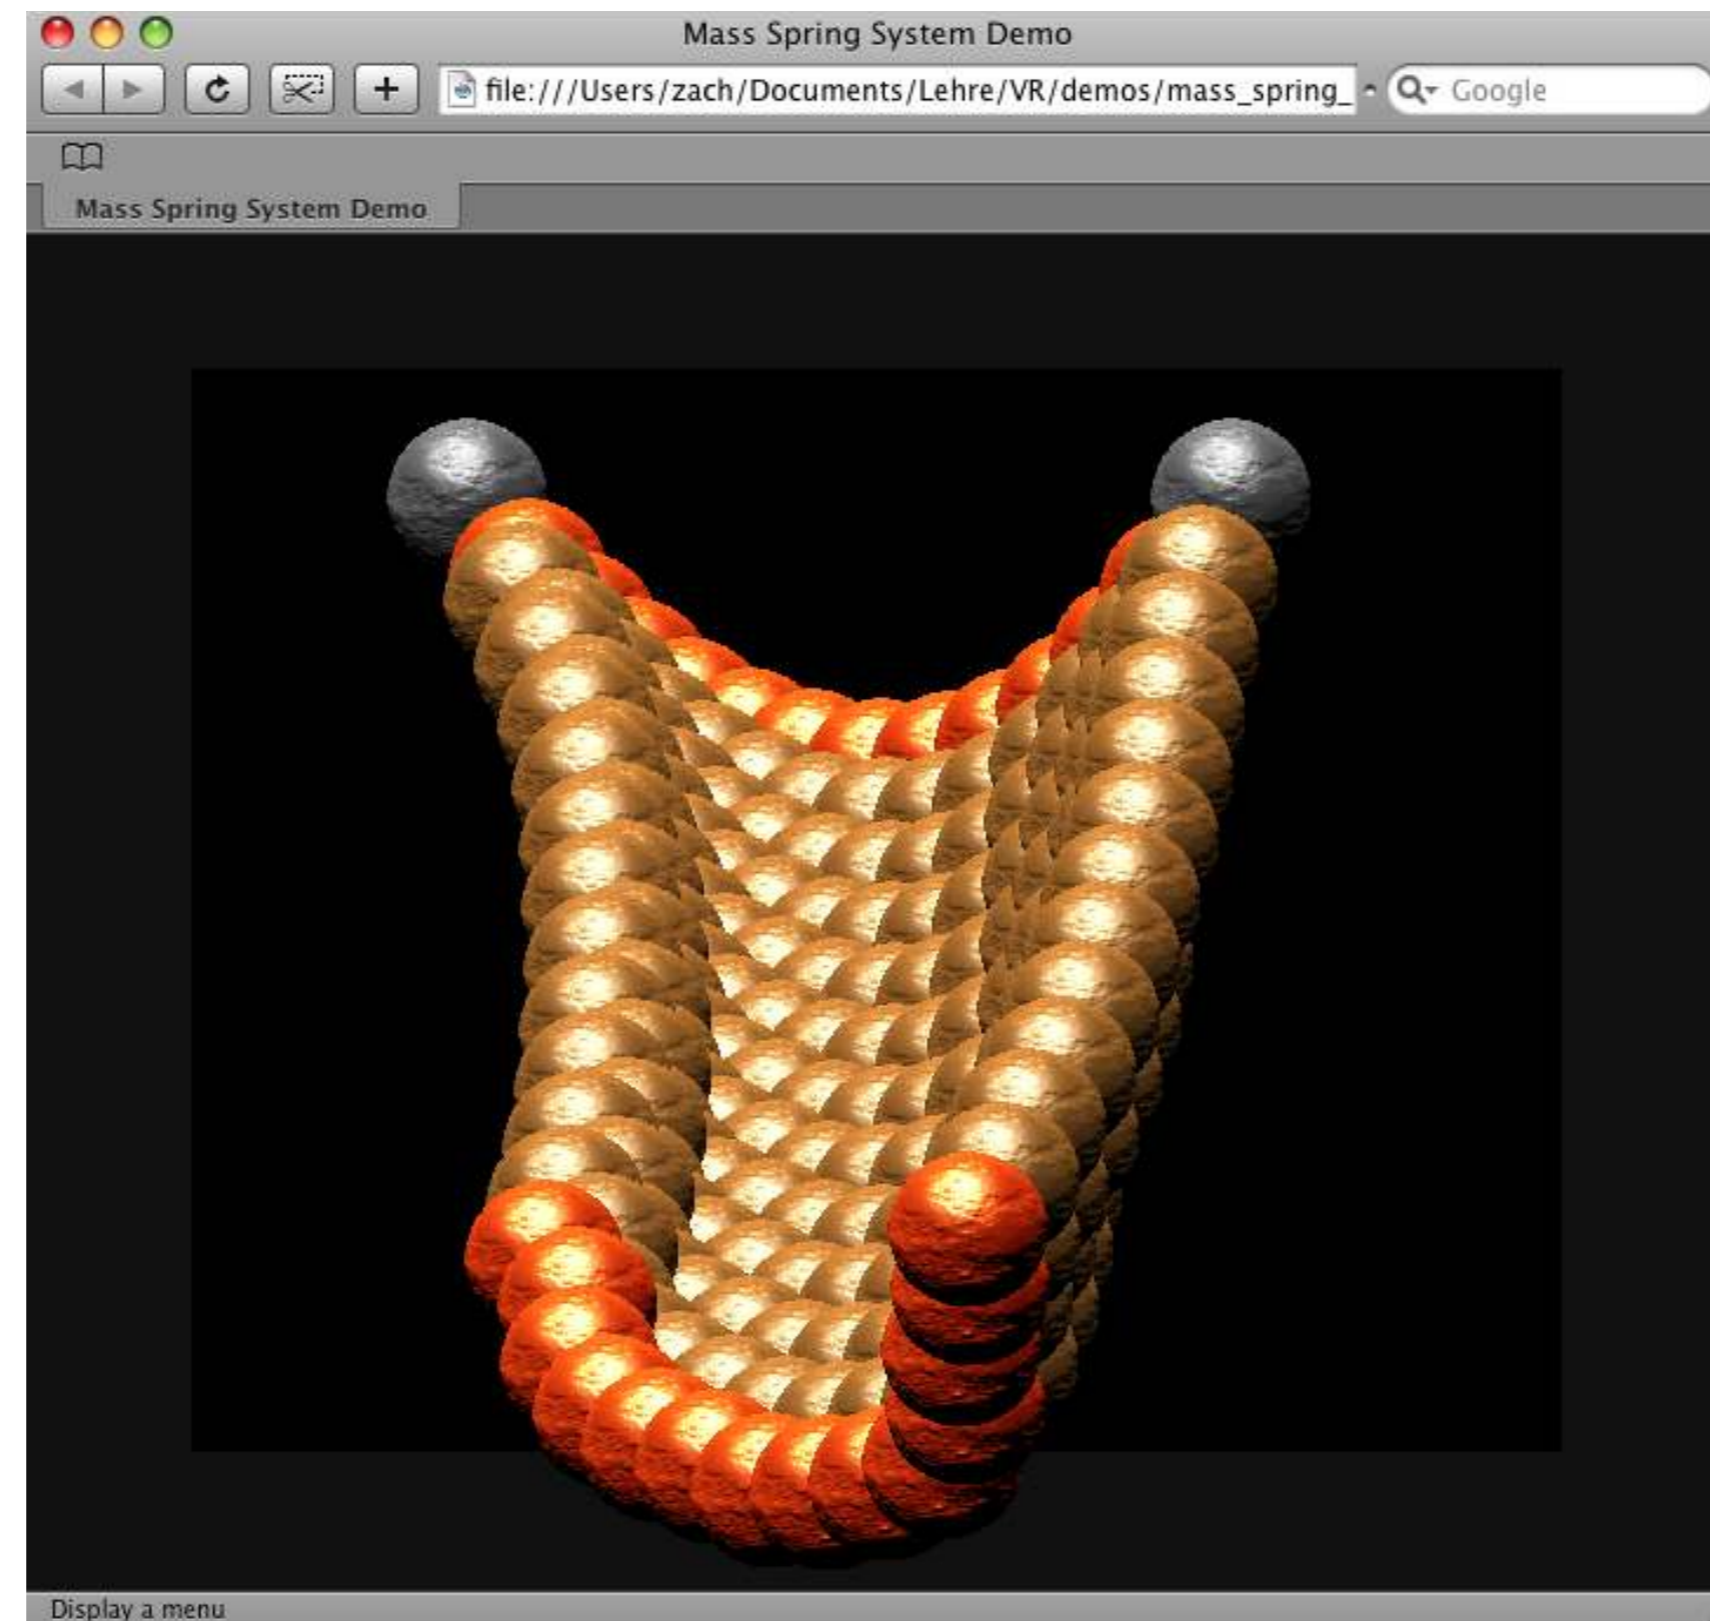 Mass Spring System Demo
file:///Users/zach/Documents/Lehre/VR/demos/mass_spring_
Google
Mass Spring System Demo
Display a menu